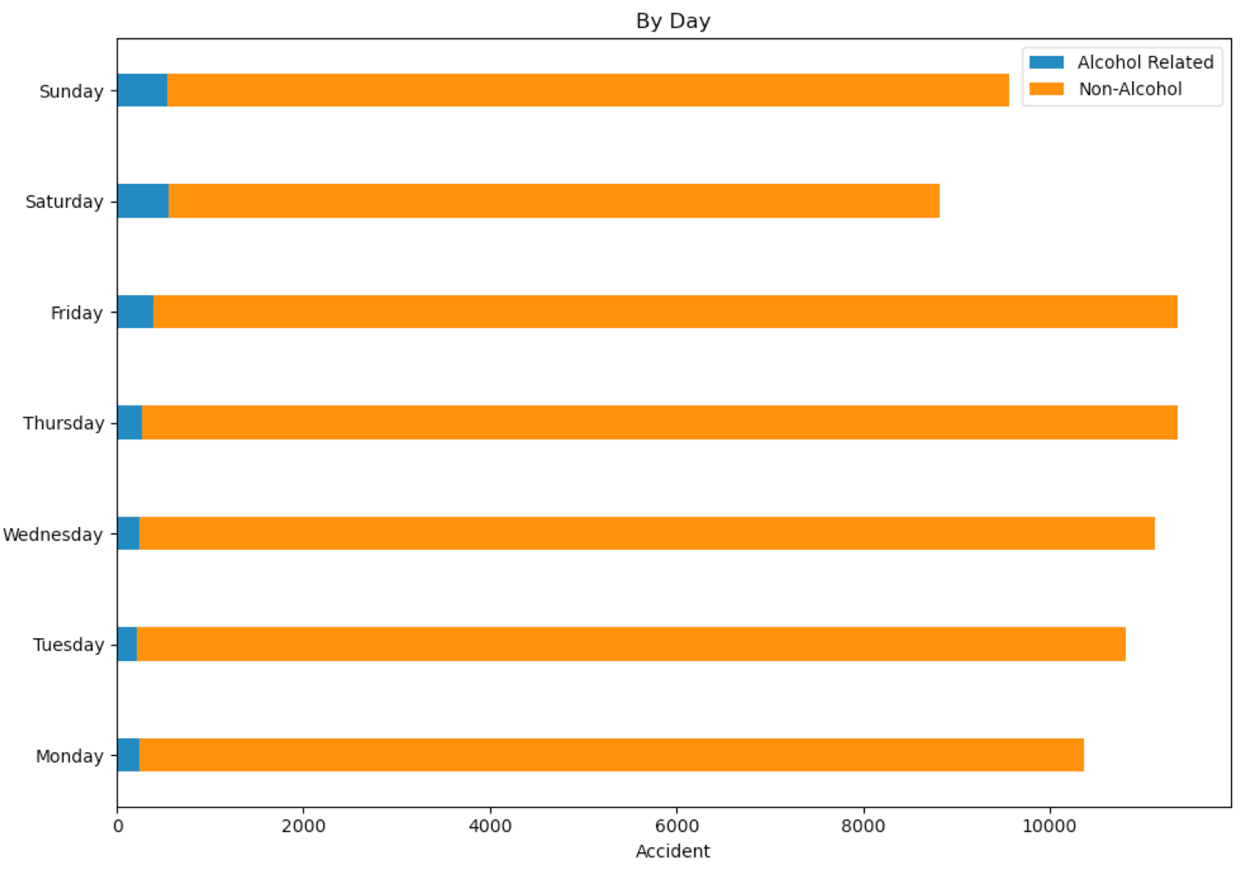 By Day
Alcohol Related
Non-Alcohol
Sunday
Saturday
Friday
Thursday
Wednesday
Tuesday
Monday
0 2000 4000 6000 8000 10000
Accident